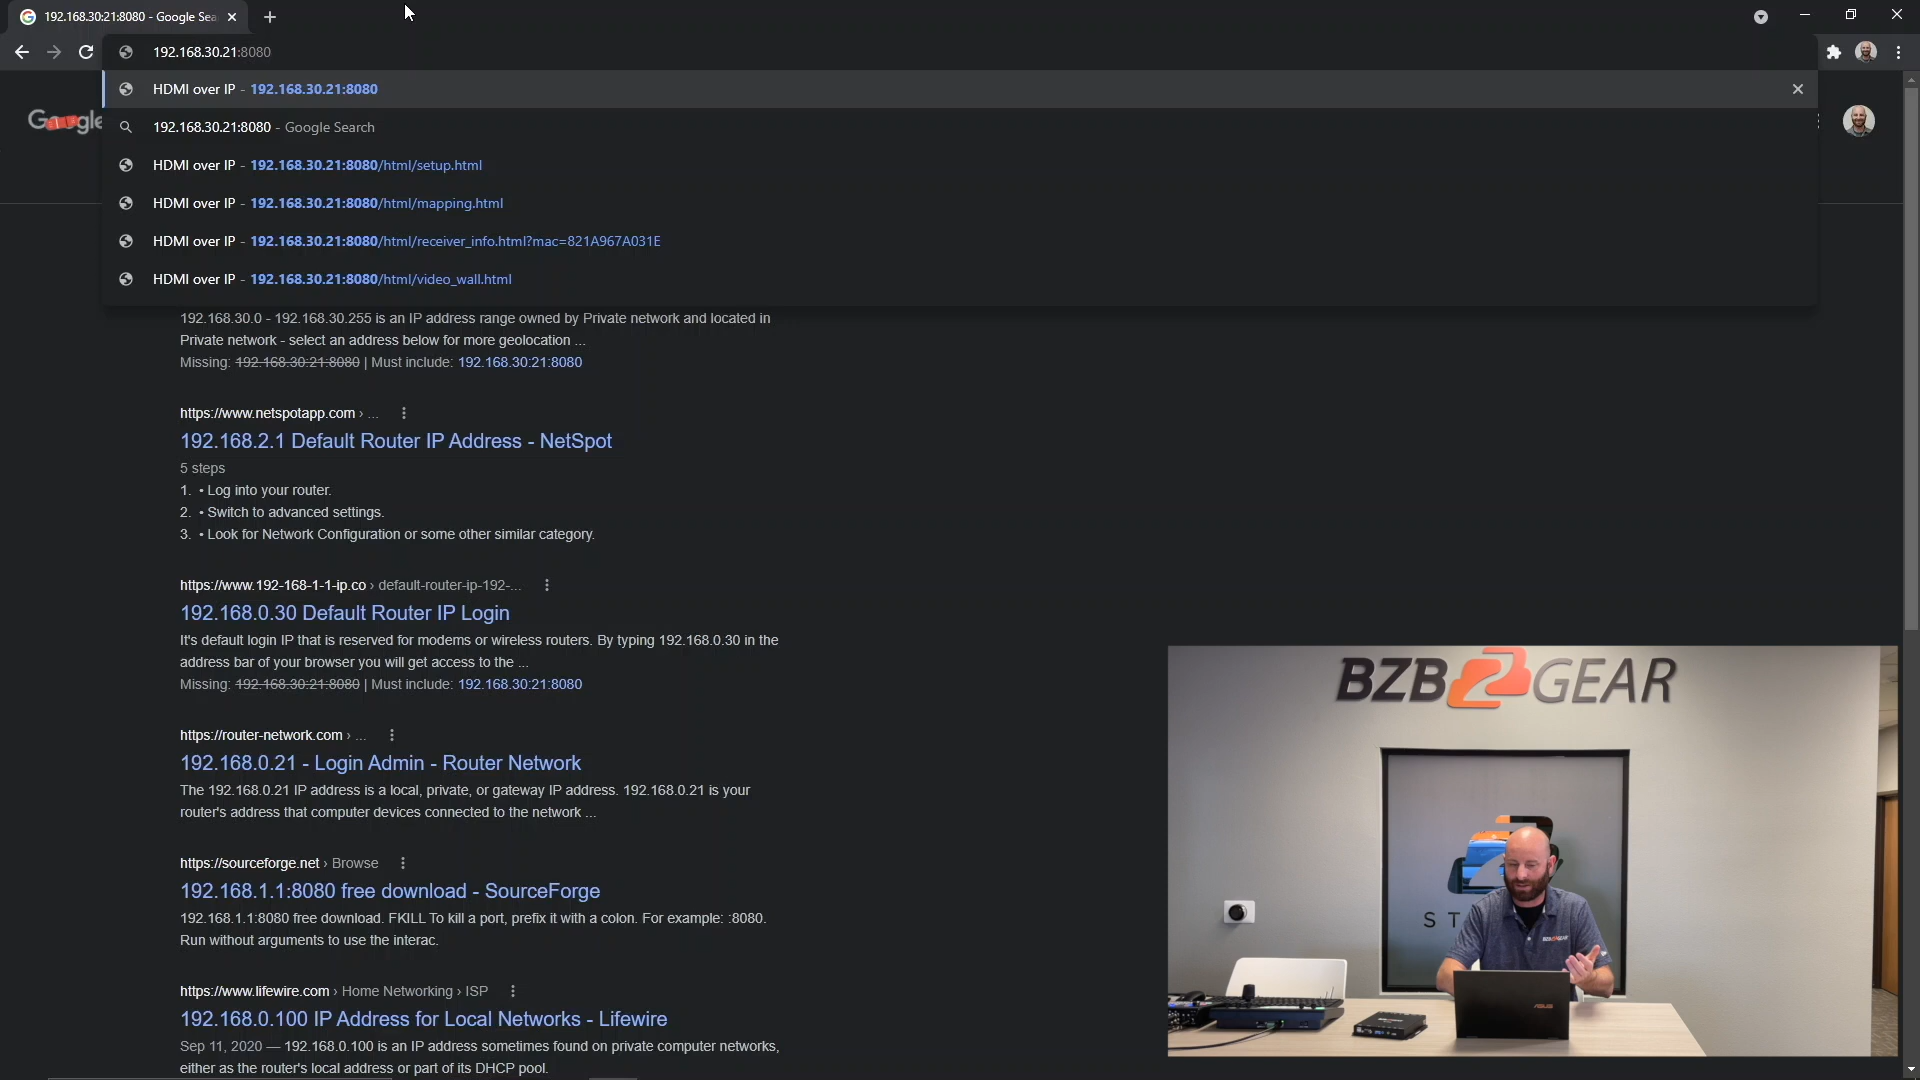 192.168.30:21:8080 - Google Sea
192.168.30.21:8080
HDMI over IP - 192.168.30.21:8080
192.168.30.21:8080 - Google Search
HDMI over IP - 192.168.30.21:8080/html/setup.html
HDMI over IP - 192.168.30.21:8080/html/mapping.html
HDMI over IP - 192.168.30.21:8080/html/receiver_info.html?mac=821A967A031E
HDMI over IP - 192.168.30.21:8080/html/video_wall.html
Google
192.168.30.0 - 192.168.30.255 is an IP address range owned by Private network and located in
Private network - select an address below for more geolocation ...
Missing: 192.168.30:21:8080 | Must include: 192.168.30:21:8080
https://www.netspotapp.com › ...
192.168.2.1 Default Router IP Address - NetSpot
5 steps
1. • Log into your router.
2. • Switch to advanced settings.
3. • Look for Network Configuration or some other similar category.
https://www.192-168-1-1-ip.co › default-router-ip-192-...
192.168.0.30 Default Router IP Login
It's default login IP that is reserved for modems or wireless routers. By typing 192.168.0.30 in the
address bar of your browser you will get access to the ...
Missing: 192.168.30:21:8080 | Must include: 192.168.30:21:8080
https://router-network.com › ...
192.168.0.21 - Login Admin - Router Network
The 192.168.0.21 IP address is a local, private, or gateway IP address. 192.168.0.21 is your
router's address that computer devices connected to the network ...
https://sourceforge.net › Browse
192.168.1.1:8080 free download - SourceForge
192.168.1.1:8080 free download. FKILL To kill a port, prefix it with a colon. For example: :8080.
Run without arguments to use the interac.
https://www.lifewire.com › Home Networking › ISP
192.168.0.100 IP Address for Local Networks - Lifewire
Sep 11, 2020 — 192.168.0.100 is an IP address sometimes found on private computer networks,
either as the router's local address or part of its DHCP pool.
BZB GEAR
ST
BZBGEAR
ASUS